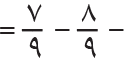 = ٧/٩ − ٨/٩ −